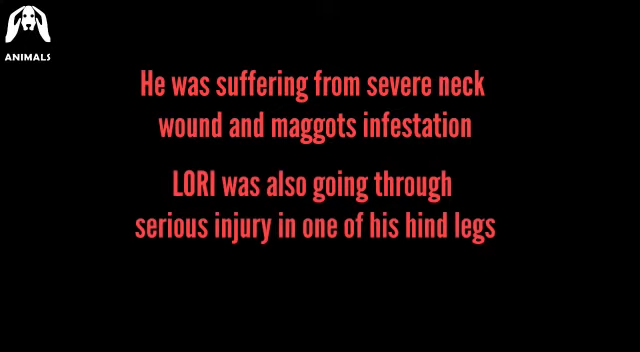 ANIMALS
He was suffering from severe neck
wound and maggots infestation
LORI was also going through
serious injury in one of his hind legs